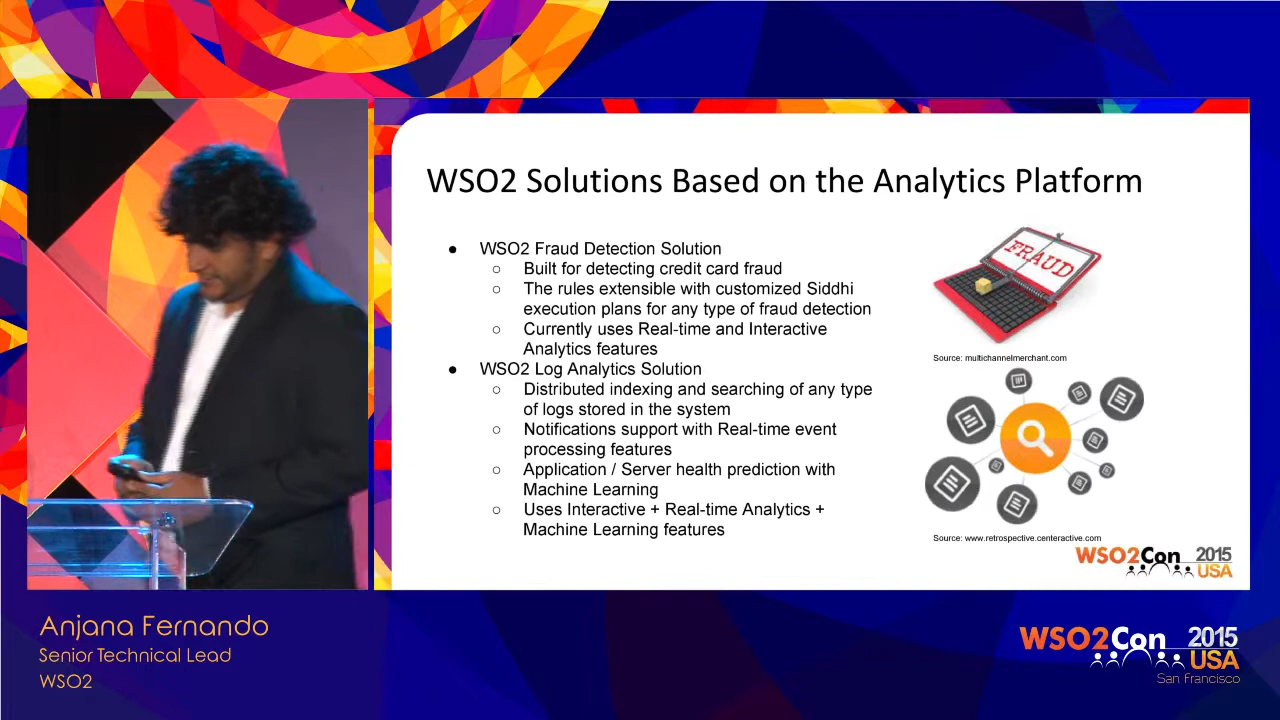 WSO2 Solutions Based on the Analytics Platform
● WSO2 Fraud Detection Solution
○ Built for detecting credit card fraud
○ The rules extensible with customized Siddhi
execution plans for any type of fraud detection
○ Currently uses Real-time and Interactive
Analytics features
● WSO2 Log Analytics Solution
○ Distributed indexing and searching of any type
of logs stored in the system
○ Notifications support with Real-time event
processing features
○ Application / Server health prediction with
Machine Learning
○ Uses Interactive + Real-time Analytics +
Machine Learning features
FRAUD
Source: multichannelmerchant.com
Source: www.retrospective.centeractive.com
WSO2Con 2015
USA
Anjana Fernando
Senior Technical Lead
WSO2
WSO2Con 2015
USA
San Francisco